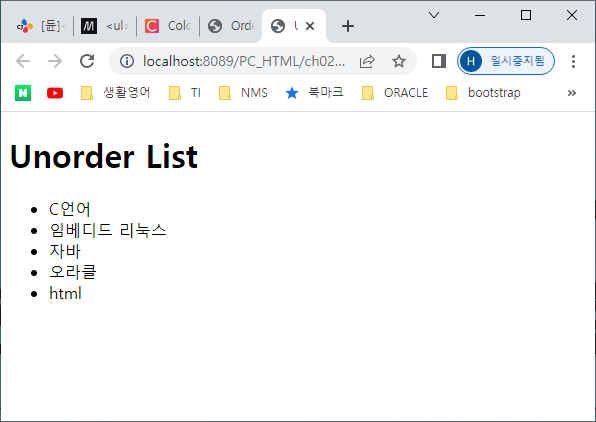 [듄]-
M <ul>
C Colo
Orde
U
localhost:8089/PC_HTML/ch02...
H 일시중지됨
N 생활영어 TI NMS 북마크 ORACLE bootstrap »
Unorder List
• C언어
• 임베디드 리눅스
• 자바
• 오라클
• html